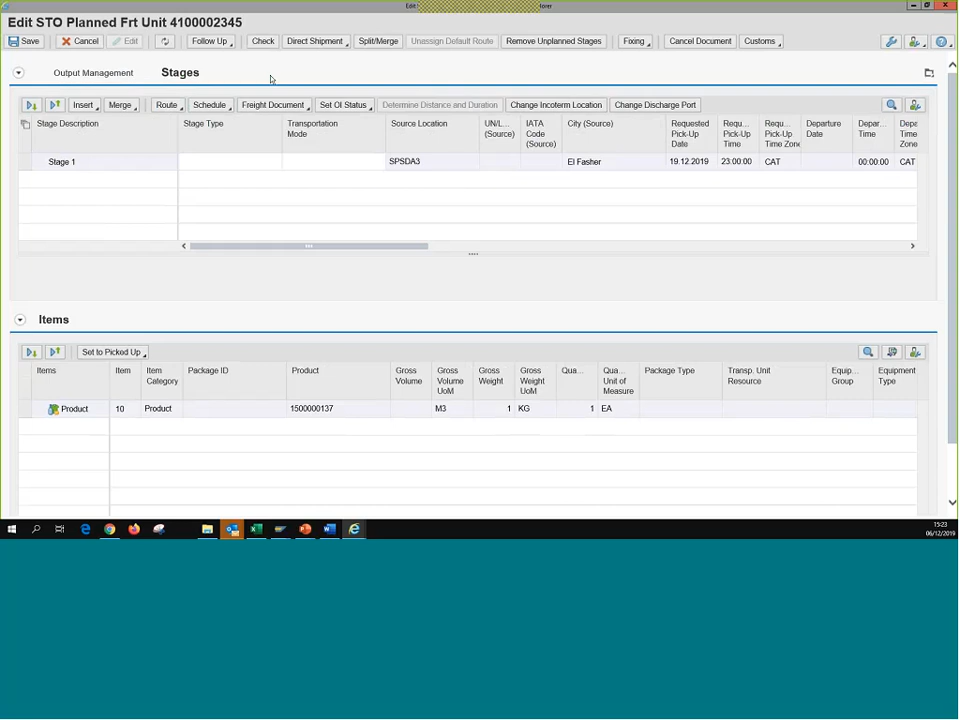 Edit
orer
Edit STO Planned Frt Unit 4100002345
Save Cancel Edit Follow Up Check Direct Shipment Split/Merge Unassign Default Route Remove Unplanned Stages Fixing Cancel Document Customs
Output Management Stages
Insert Merge Route Schedule Freight Document Set OI Status Determine Distance and Duration Change Incoterm Location Change Discharge Port
Stage Description Stage Type Transportation Mode Source Location UN/L... (Source) IATA Code (Source) City (Source) Requested Pick-Up Date Requ... Pick-Up Time Requ... Pick-Up Time Zone Departure Date Depar... Time Depa Time Zone
Stage 1 SPSDA3 El Fasher 19.12.2019 23:00:00 CAT 00:00:00 CAT
Items
Set to Picked Up
Items Item Item Category Package ID Product Gross Volume Gross Volume UoM Gross Weight Gross Weight UoM Qua... Qua... Unit of Measure Package Type Transp. Unit Resource Equip... Group Equipment Type
Product 10 Product 1500000137 M3 1 KG 1 EA
15:23
06/12/2019